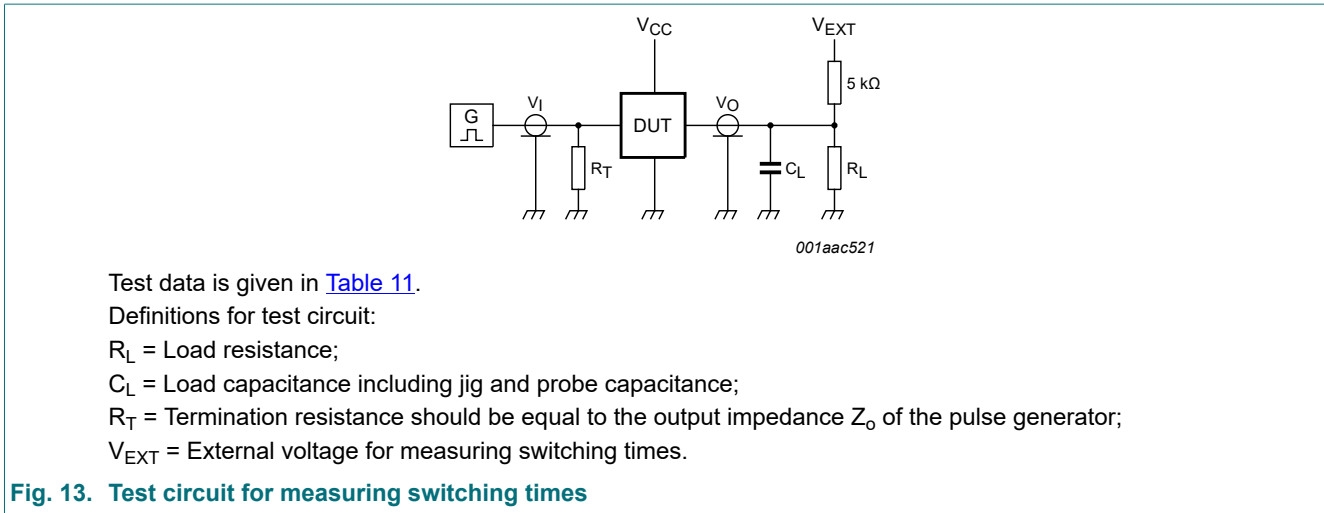 VCC
VEXT
5 kΩ
G
VI
DUT
VO
RT
CL
RL
001aac521
Test data is given in Table 11.
Definitions for test circuit:
RL = Load resistance;
CL = Load capacitance including jig and probe capacitance;
RT = Termination resistance should be equal to the output impedance Zo of the pulse generator;
VEXT = External voltage for measuring switching times.
Fig. 13. Test circuit for measuring switching times